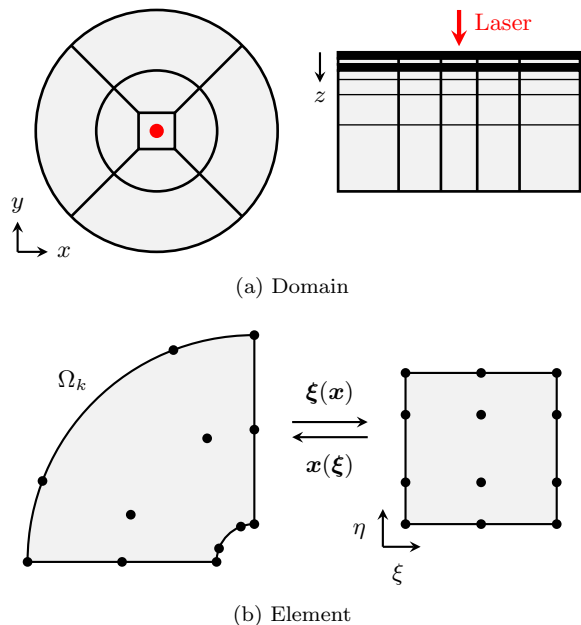 Laser
z
y
x
(a) Domain
Ω_k
ξ(x)
x(ξ)
η
ξ
(b) Element